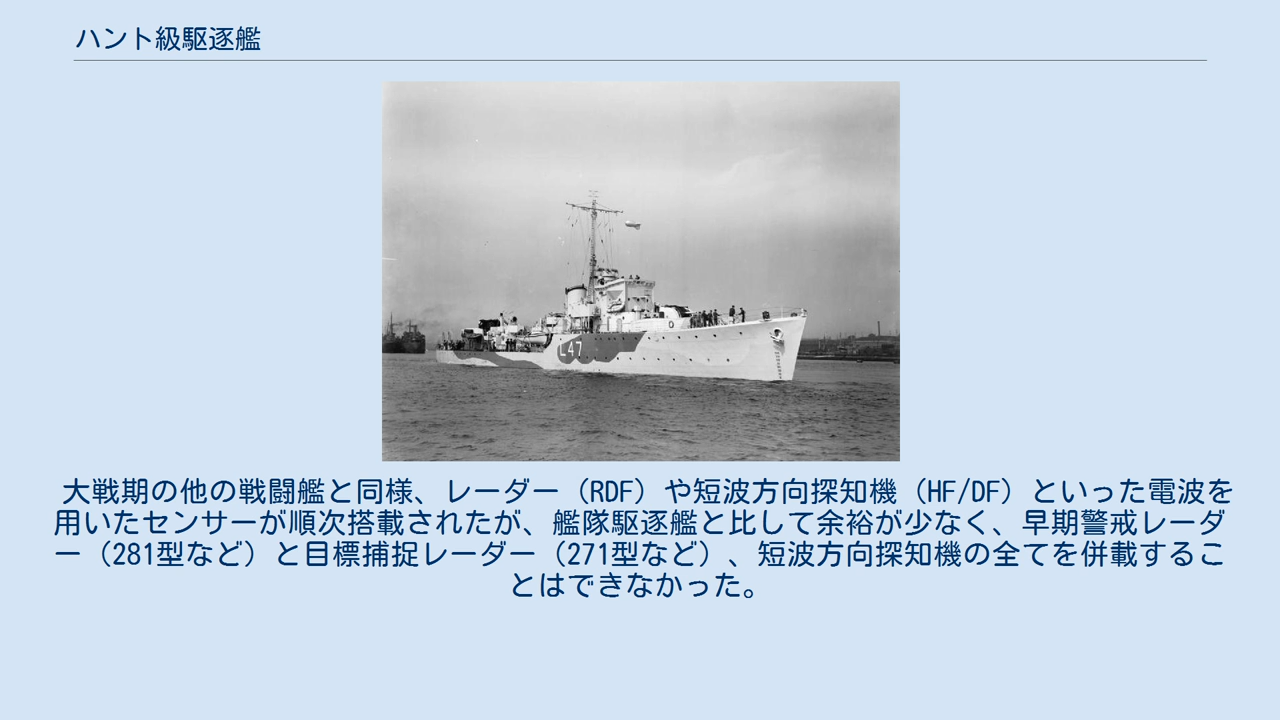 ハント級駆逐艦
L47
大戦期の他の戦闘艦と同様、レーダー（RDF）や短波方向探知機（HF/DF）といった電波を
用いたセンサーが順次搭載されたが、艦隊駆逐艦と比して余裕が少なく、早期警戒レーダ
ー（281型など）と目標捕捉レーダー（271型など）、短波方向探知機の全てを併載するこ
とはできなかった。